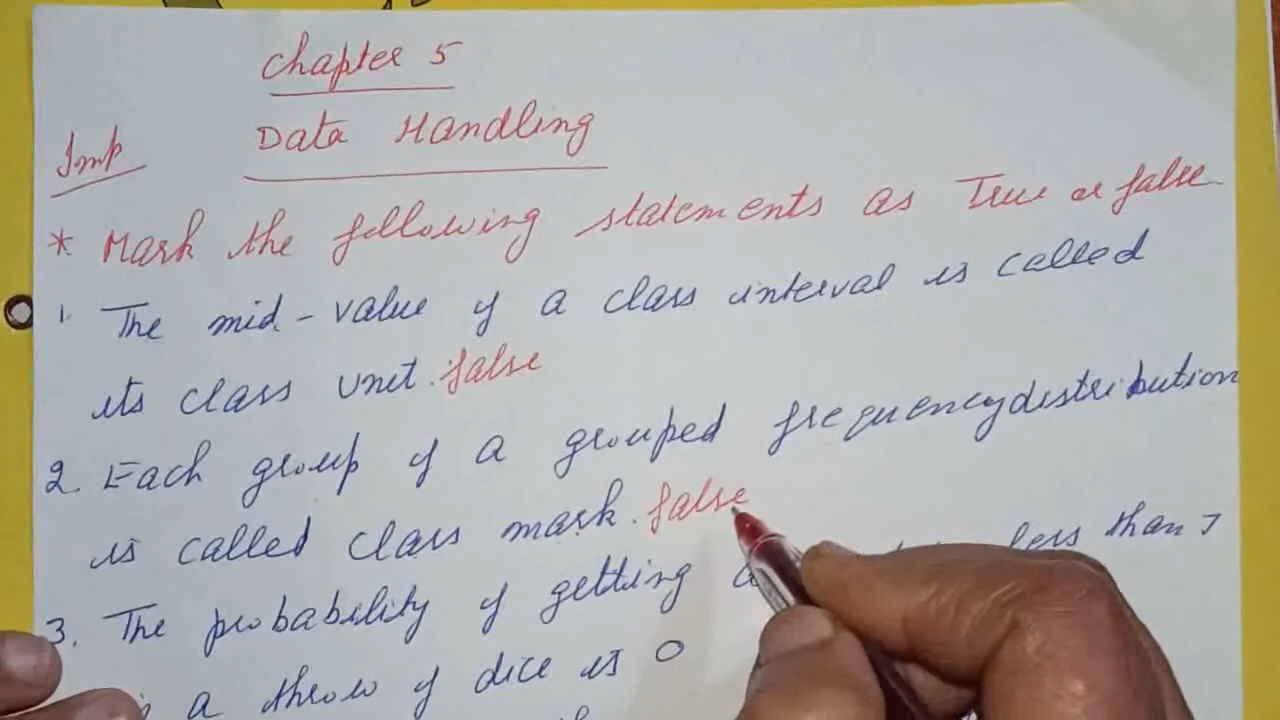 Chapter 5
Data Handling
Imp
* Mark the following statements as True or false
1. The mid-value of a class interval is called
its class unit. false
2. Each group of a grouped frequency distribution
is called class mark. false
3. The probability of getting a less than 7
in a throw of dice is 0